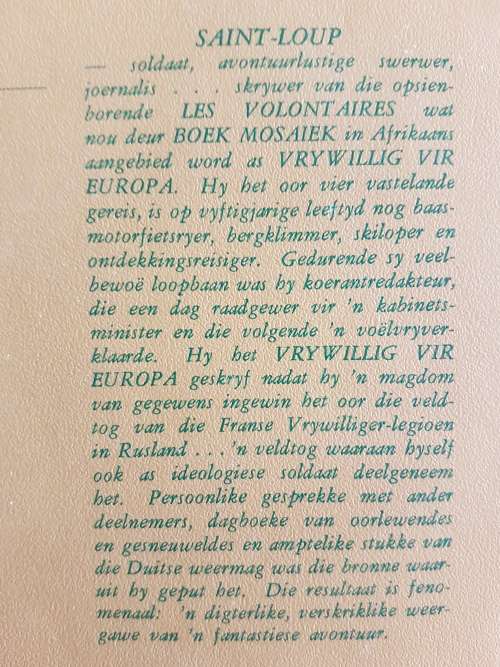 SAINT-LOUP
— soldaat, avontuurlustige swerwer,
joernalis . . . skrywer van die opsien-
borende LES VOLONTAIRES wat
nou deur BOEK MOSAIEK in Afrikaans
aangebied word as VRYWILLIG VIR
EUROPA. Hy het oor vier vastelande
gereis, is op vyftigjarige leeftyd nog baas-
motorfietsryer, bergklimmer, skiloper en
ontdekkingsreisiger. Gedurende sy veel-
bewoë loopbaan was hy koerantredakteur,
die een dag raadgewer vir 'n kabinets-
minister en die volgende 'n voëlvryver-
klaarde. Hy het VRYWILLIG VIR
EUROPA geskryf nadat hy 'n magdom
van gegewens ingewin het oor die veld-
tog van die Franse Vrywilliger-legioen
in Rusland . . . 'n veldtog waaraan hyself
ook as ideologiese soldaat deelgeneem
het. Persoonlike gesprekke met ander
deelnemers, dagboeke van oorlewendes
en gesneuweldes en amptelike stukke van
die Duitse weermag was die bronne waar-
uit hy geput het. Die resultaat is feno-
menaal: 'n digterlike, verskriklike weer-
gawe van 'n fantastiese avontuur.